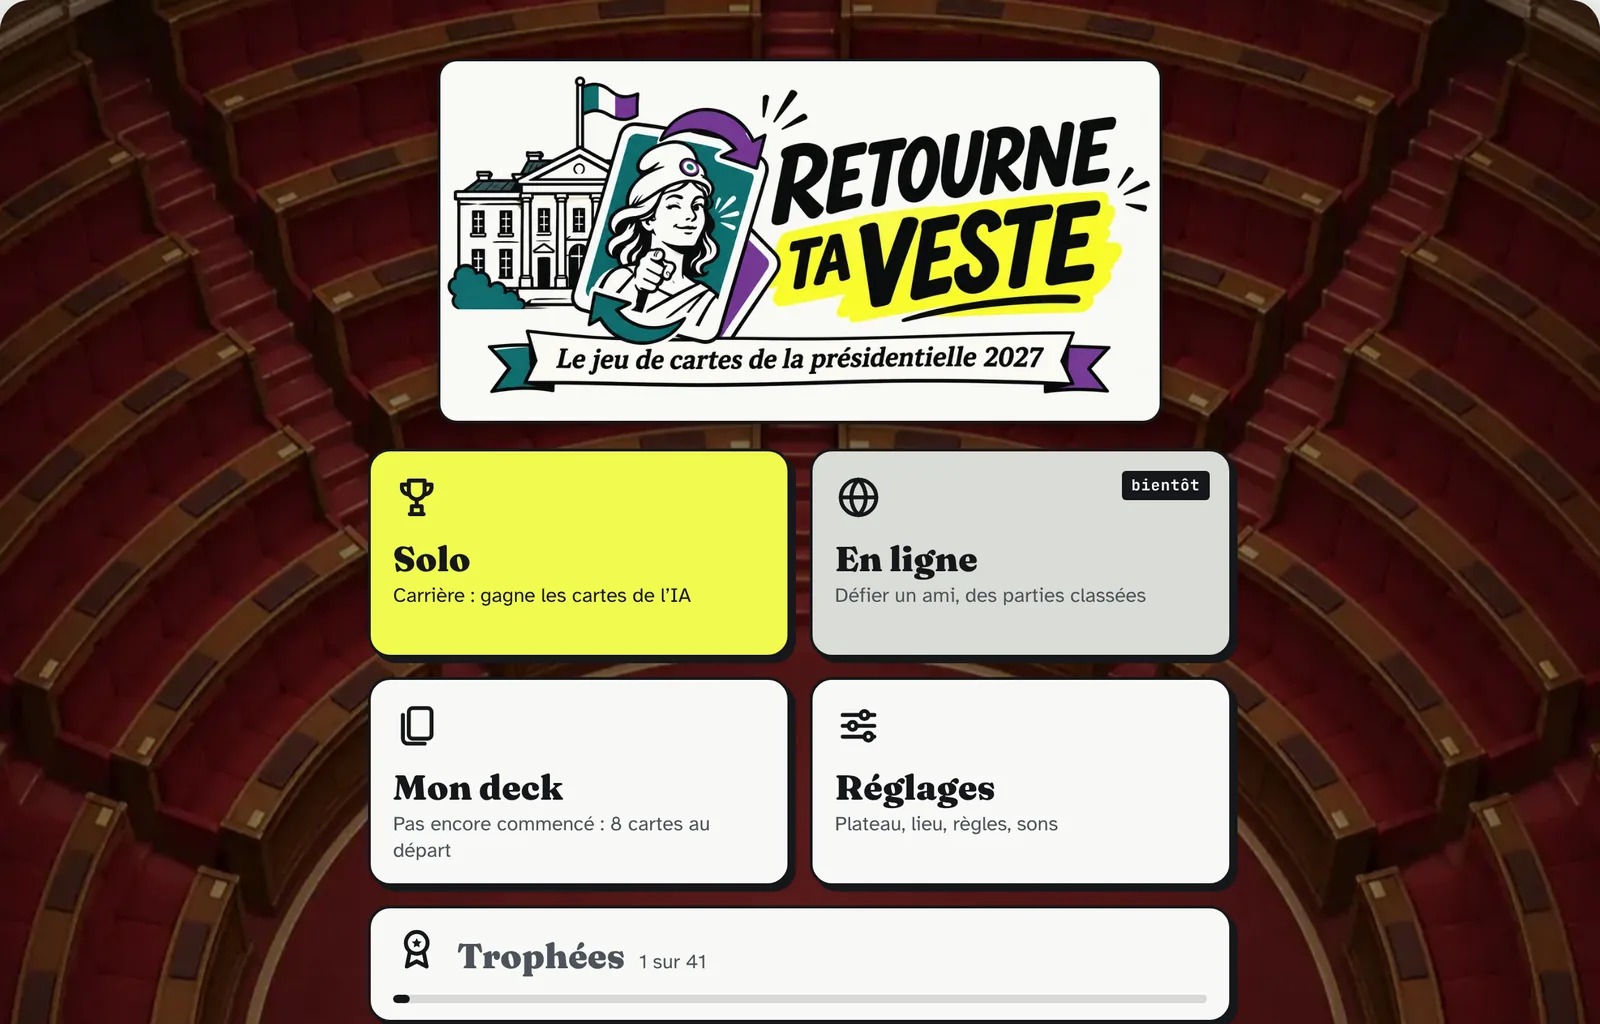 RETOURNE
TA VESTE
Le jeu de cartes de la présidentielle 2027
Solo
Carrière : gagne les cartes de l’IA
bientôt
En ligne
Défier un ami, des parties classées
Mon deck
Pas encore commencé : 8 cartes au
départ
Réglages
Plateau, lieu, règles, sons
Trophées 1 sur 41